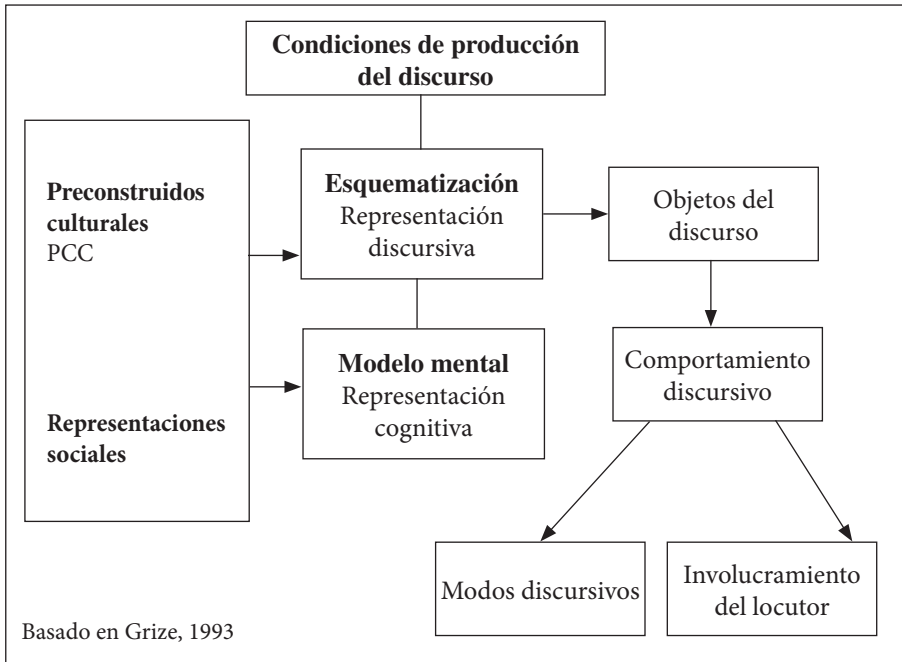 Condiciones de producción
del discurso
Preconstruidos
culturales
PCC
Representaciones
sociales
Esquematización
Representación
discursiva
Modelo mental
Representación
cognitiva
Objetos del
discurso
Comportamiento
discursivo
Modos discursivos
Involucramiento
del locutor
Basado en Grize, 1993